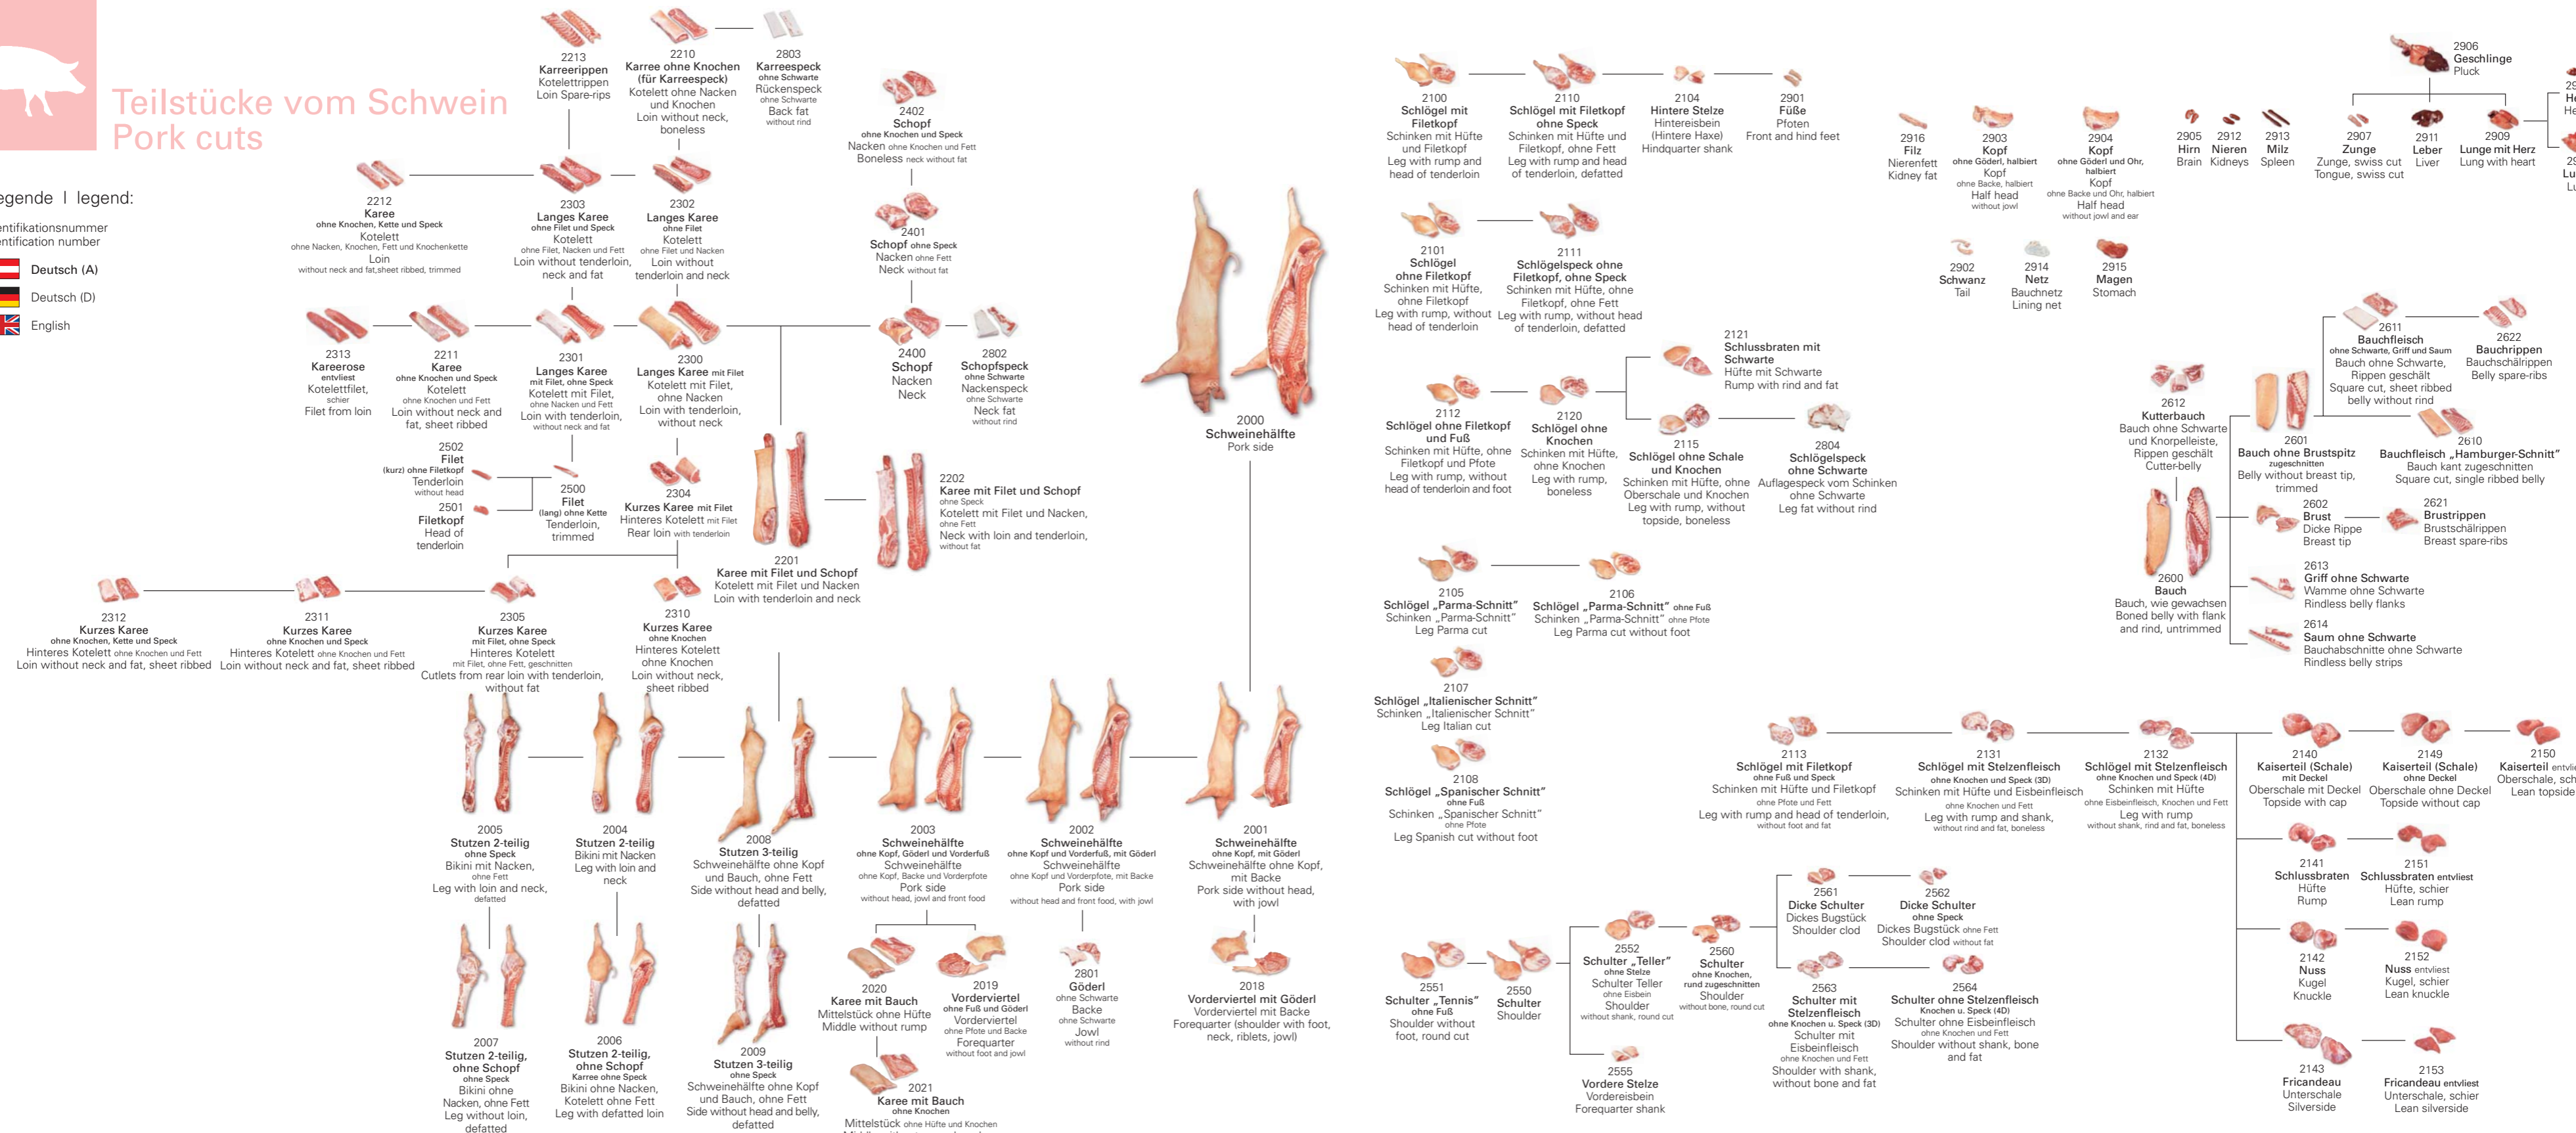 Teilstücke vom Schwein
Pork cuts
egende l legend:
entifikationsnummer
entification number
Deutsch (A)
Deutsch (D)
English
2213
Karreerippen
Kotelettrippen
Loin Spare-rips
2210
Karree ohne Knochen
(für Karreespeck)
Kotelett ohne Nacken
und Knochen
Loin without neck,
boneless
2803
Karreespeck
ohne Schwarte
Rückenspeck
ohne Schwarte
Back fat
without rind
2402
Schopf
ohne Knochen und Speck
Nacken ohne Knochen und Fett
Boneless neck without fat
2212
Karee
ohne Knochen, Kette und Speck
Kotelett
ohne Nacken, Knochen, Fett und Knochenkette
Loin
without neck and fat,sheet ribbed, trimmed
2303
Langes Karee
ohne Filet und Speck
Kotelett
ohne Filet, Nacken und Fett
Loin without tenderloin,
neck and fat
2302
Langes Karee
ohne Filet
Kotelett
ohne Filet und Nacken
Loin without
tenderloin and neck
2401
Schopf ohne Speck
Nacken ohne Fett
Neck without fat
2313
Kareerose
entvliest
Kotelettfilet,
schier
Filet from loin
2211
Karee
ohne Knochen und Speck
Kotelett
ohne Knochen und Fett
Loin without neck and
fat, sheet ribbed
2301
Langes Karee
mit Filet, ohne Speck
Kotelett mit Filet,
ohne Nacken und Fett
Loin with tenderloin,
without neck and fat
2300
Langes Karee mit Filet
Kotelett mit Filet,
ohne Nacken
Loin with tenderloin,
without neck
2400
Schopf
Nacken
Neck
2802
Schopfspeck
ohne Schwarte
Nackenspeck
ohne Schwarte
Neck fat
without rind
2502
Filet
(kurz) ohne Filetkopf
Tenderloin
without head
2501
Filetkopf
Head of
tenderloin
2500
Filet
(lang) ohne Kette
Tenderloin,
trimmed
2304
Kurzes Karee mit Filet
Hinteres Kotelett mit Filet
Rear loin with tenderloin
2201
Karee mit Filet und Schopf
Kotelett mit Filet und Nacken
Loin with tenderloin and neck
2202
Karee mit Filet und Schopf
ohne Speck
Kotelett mit Filet und Nacken,
ohne Fett
Neck with loin and tenderloin,
without fat
2312
Kurzes Karee
ohne Knochen, Kette und Speck
Hinteres Kotelett ohne Knochen und Fett
Loin without neck and fat, sheet ribbed
2311
Kurzes Karee
ohne Knochen und Speck
Hinteres Kotelett ohne Knochen und Fett
Loin without neck and fat, sheet ribbed
2305
Kurzes Karee
mit Filet, ohne Speck
Hinteres Kotelett
mit Filet, ohne Fett, geschnitten
Cutlets from rear loin with tenderloin,
without fat
2310
Kurzes Karee
ohne Knochen
Hinteres Kotelett
ohne Knochen
Loin without neck,
sheet ribbed
2000
Schweinehälfte
Pork side
2005
Stutzen 2-teilig
ohne Speck
Bikini mit Nacken,
ohne Fett
Leg with loin and neck,
defatted
2004
Stutzen 2-teilig
Bikini mit Nacken
Leg with loin and
neck
2008
Stutzen 3-teilig
Schweinehälfte ohne Kopf
und Bauch, ohne Fett
Side without head and belly,
defatted
2003
Schweinehälfte
ohne Kopf, Göderl und Vorderfuß
Schweinehälfte
ohne Kopf, Backe und Vorderpfote
Pork side
without head, jowl and front food
2002
Schweinehälfte
ohne Kopf und Vorderfuß, mit Göderl
Schweinehälfte
ohne Kopf und Vorderpfote, mit Backe
Pork side
without head and front food, with jowl
2001
Schweinehälfte
ohne Kopf, mit Göderl
Schweinehälfte ohne Kopf,
mit Backe
Pork side without head,
with jowl
2007
Stutzen 2-teilig,
ohne Schopf
ohne Speck
Bikini ohne
Nacken, ohne Fett
Leg without loin,
defatted
2006
Stutzen 2-teilig,
ohne Schopf
Karree ohne Speck
Bikini ohne Nacken,
Kotelett ohne Fett
Leg with defatted loin
2009
Stutzen 3-teilig
ohne Speck
Schweinehälfte ohne Kopf
und Bauch, ohne Fett
Side without head and belly,
defatted
2020
Karee mit Bauch
Mittelstück ohne Hüfte
Middle without rump
2019
Vorderviertel
ohne Fuß und Göderl
Vorderviertel
ohne Pfote und Backe
Forequarter
without foot and jowl
2021
Karee mit Bauch
ohne Knochen
Mittelstück ohne Hüfte und Knochen
2801
Göderl
ohne Schwarte
Backe
ohne Schwarte
Jowl
without rind
2018
Vorderviertel mit Göderl
Vorderviertel mit Backe
Forequarter (shoulder with foot,
neck, riblets, jowl)
2100
Schlögel mit
Filetkopf
Schinken mit Hüfte
und Filetkopf
Leg with rump and
head of tenderloin
2110
Schlögel mit Filetkopf
ohne Speck
Schinken mit Hüfte und
Filetkopf, ohne Fett
Leg with rump and head
of tenderloin, defatted
2104
Hintere Stelze
Hintereisbein
(Hintere Haxe)
Hindquarter shank
2901
Füße
Pfoten
Front and hind feet
2101
Schlögel
ohne Filetkopf
Schinken mit Hüfte,
ohne Filetkopf
Leg with rump, without
head of tenderloin
2111
Schlögelspeck ohne
Filetkopf, ohne Speck
Schinken mit Hüfte, ohne
Filetkopf, ohne Fett
Leg with rump, without head
of tenderloin, defatted
2112
Schlögel ohne Filetkopf
und Fuß
Schinken mit Hüfte, ohne
Filetkopf und Pfote
Leg with rump, without
head of tenderloin and foot
2120
Schlögel ohne
Knochen
Schinken mit Hüfte,
ohne Knochen
Leg with rump,
boneless
2121
Schlussbraten mit
Schwarte
Hüfte mit Schwarte
Rump with rind and fat
2115
Schlögel ohne Schale
und Knochen
Schinken mit Hüfte, ohne
Oberschale und Knochen
Leg with rump, without
topside, boneless
2804
Schlögelspeck
ohne Schwarte
Auflagespeck vom Schinken
ohne Schwarte
Leg fat without rind
2105
Schlögel „Parma-Schnitt“
Schinken „Parma-Schnitt“
Leg Parma cut
2106
Schlögel „Parma-Schnitt“ ohne Fuß
Schinken „Parma-Schnitt“ ohne Pfote
Leg Parma cut without foot
2107
Schlögel „Italienischer Schnitt“
Schinken „Italienischer Schnitt“
Leg Italian cut
2108
Schlögel „Spanischer Schnitt“
ohne Fuß
Schinken „Spanischer Schnitt“
ohne Pfote
Leg Spanish cut without foot
2916
Filz
Nierenfett
Kidney fat
2903
Kopf
ohne Göderl, halbiert
Kopf
ohne Backe, halbiert
Half head
without jowl
2904
Kopf
ohne Göderl und Ohr,
halbiert
Kopf
ohne Backe und Ohr, halbiert
Half head
without jowl and ear
2905
Hirn
Brain
2912
Nieren
Kidneys
2913
Milz
Spleen
2906
Geschlinge
Pluck
2907
Zunge
Zunge, swiss cut
Tongue, swiss cut
2911
Leber
Liver
2909
Lunge mit Herz
Lung with heart
29
He
He
29
Lu
Lu
2902
Schwanz
Tail
2914
Netz
Bauchnetz
Lining net
2915
Magen
Stomach
2612
Kutterbauch
Bauch ohne Schwarte
und Knorpelleiste,
Rippen geschält
Cutter-belly
2600
Bauch
Bauch, wie gewachsen
Boned belly with flank
and rind, untrimmed
2601
Bauch ohne Brustspitz
zugeschnitten
Belly without breast tip,
trimmed
2611
Bauchfleisch
ohne Schwarte, Griff und Saum
Bauch ohne Schwarte,
Rippen geschält
Square cut, sheet ribbed
belly without rind
2622
Bauchrippen
Bauchschälrippen
Belly spare-ribs
2610
Bauchfleisch „Hamburger-Schnitt“
Bauch kant zugeschnitten
Square cut, single ribbed belly
2602
Brust
Dicke Rippe
Breast tip
2621
Brustrippen
Brustschälrippen
Breast spare-ribs
2613
Griff ohne Schwarte
Wamme ohne Schwarte
Rindless belly flanks
2614
Saum ohne Schwarte
Bauchabschnitte ohne Schwarte
Rindless belly strips
2113
Schlögel mit Filetkopf
ohne Fuß und Speck
Schinken mit Hüfte und Filetkopf
ohne Pfote und Fett
Leg with rump and head of tenderloin,
without foot and fat
2131
Schlögel mit Stelzenfleisch
ohne Knochen und Speck (3D)
Schinken mit Hüfte und Eisbeinfleisch
ohne Knochen und Fett
Leg with rump and shank,
without rind and fat, boneless
2132
Schlögel mit Stelzenfleisch
ohne Knochen und Speck (4D)
Schinken mit Hüfte
ohne Eisbeinfleisch, Knochen und Fett
Leg with rump
without shank, rind and fat, boneless
2140
Kaiserteil (Schale)
mit Deckel
Oberschale mit Deckel
Topside with cap
2149
Kaiserteil (Schale)
ohne Deckel
Oberschale ohne Deckel
Topside without cap
2150
Kaiserteil entvlie
Oberschale, sch
Lean topside
2141
Schlussbraten
Hüfte
Rump
2151
Schlussbraten entvliest
Hüfte, schier
Lean rump
2142
Nuss
Kugel
Knuckle
2152
Nuss entvliest
Kugel, schier
Lean knuckle
2143
Fricandeau
Unterschale
Silverside
2153
Fricandeau entvliest
Unterschale, schier
Lean silverside
2551
Schulter „Tennis“
ohne Fuß
Shoulder without
foot, round cut
2550
Schulter
Shoulder
2552
Schulter „Teller“
ohne Stelze
Schulter Teller
ohne Eisbein
Shoulder
without shank, round cut
2560
Schulter
ohne Knochen,
rund zugeschnitten
Shoulder
without bone, round cut
2561
Dicke Schulter
Dickes Bugstück
Shoulder clod
2562
Dicke Schulter
ohne Speck
Dickes Bugstück ohne Fett
Shoulder clod without fat
2563
Schulter mit
Stelzenfleisch
ohne Knochen u. Speck (3D)
Schulter mit
Eisbeinfleisch
ohne Knochen und Fett
Shoulder with shank,
without bone and fat
2564
Schulter ohne Stelzenfleisch
Knochen u. Speck (4D)
Schulter ohne Eisbeinfleisch
ohne Knochen und Fett
Shoulder without shank, bone
and fat
2555
Vordere Stelze
Vordereisbein
Forequarter shank